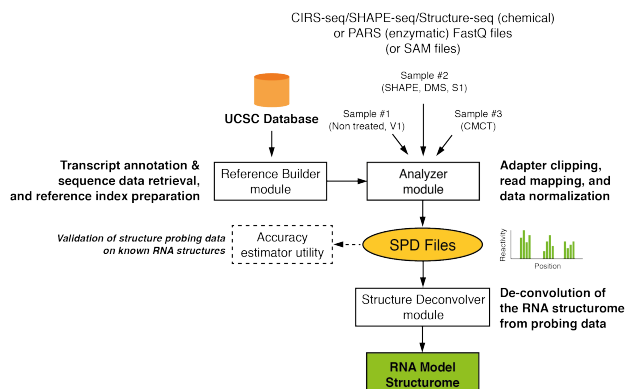 CIRS-seq/SHAPE-seq/Structure-seq (chemical)
or PARS (enzymatic) FastQ files
(or SAM files)
Sample #2
(SHAPE, DMS, S1)
UCSC Database
Sample #1
(Non treated, V1)
Sample #3
(CMCT)
Transcript annotation &
sequence data retrieval,
and reference index preparation
Reference Builder
module
Analyzer
module
Adapter clipping,
read mapping, and
data normalization
Validation of structure probing data
on known RNA structures
Accuracy
estimator utility
SPD Files
Reactivity
Position
Structure Deconvolver
module
De-convolution of
the RNA structurome
from probing data
RNA Model
Structurome